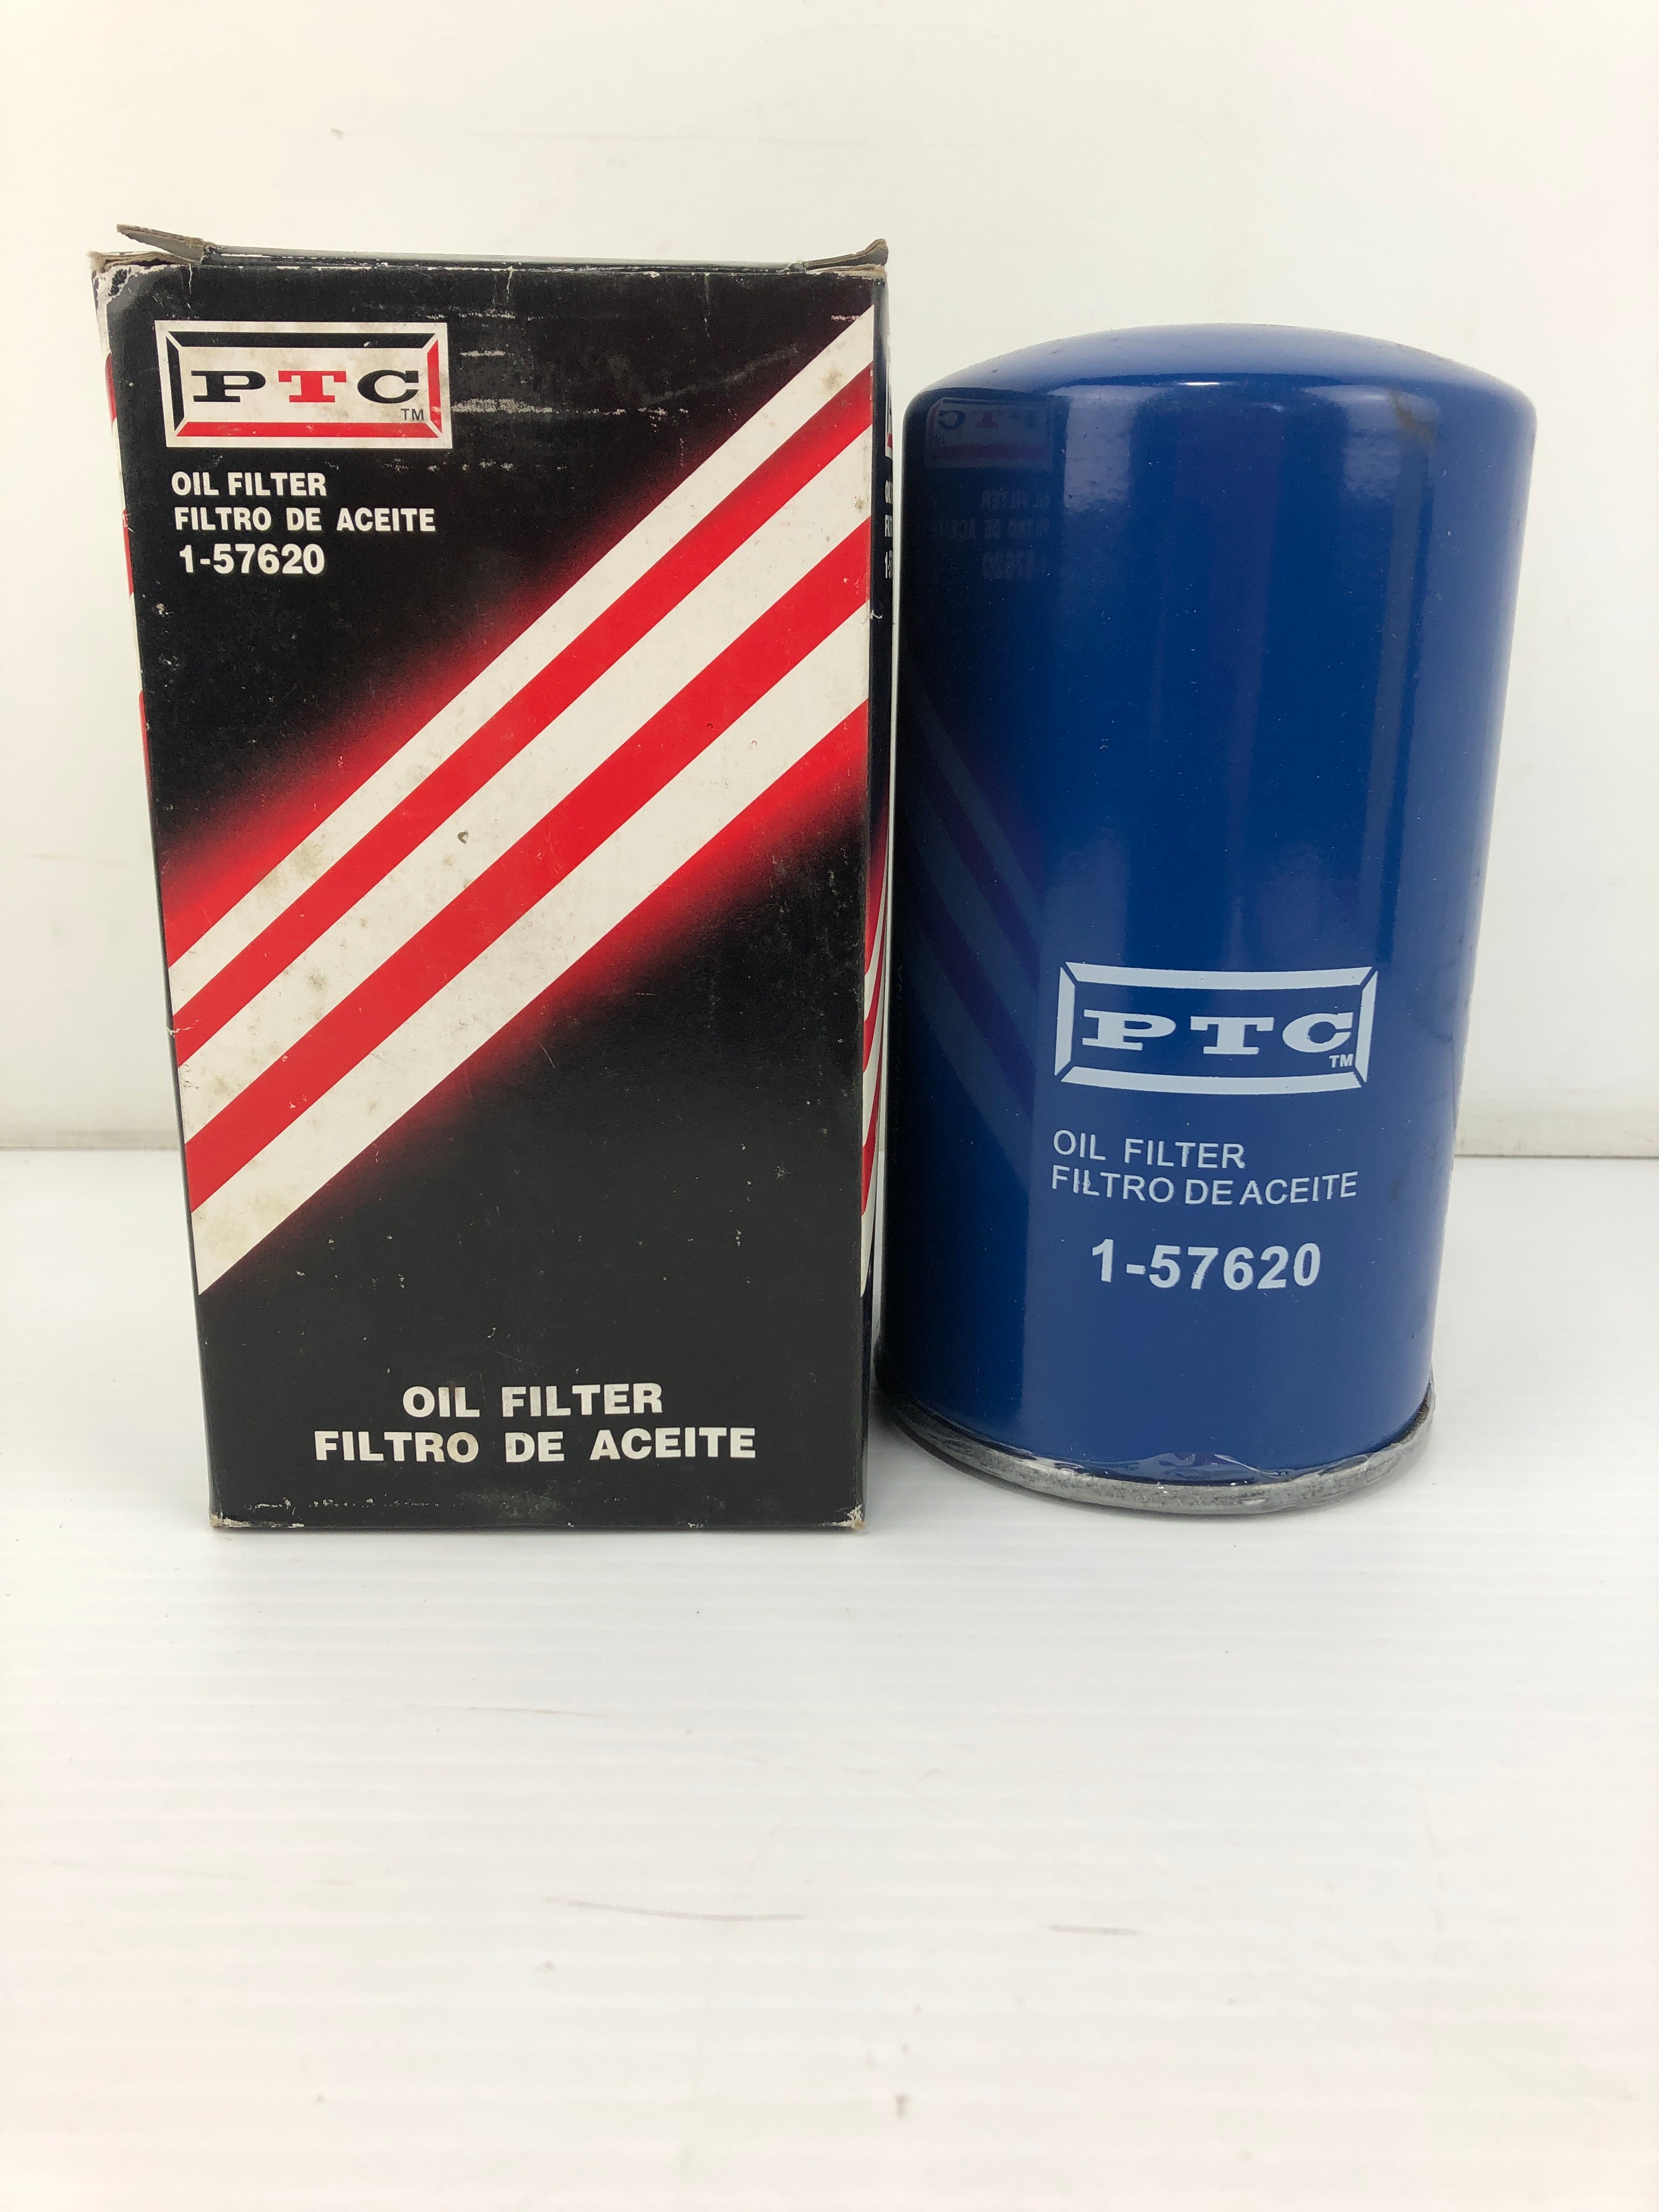 PTC
TM
OIL FILTER
FILTRO DE ACEITE
1-57620
OIL FILTER
FILTRO DE ACEITE
PTC
TM
OIL FILTER
FILTRO DE ACEITE
1-57620